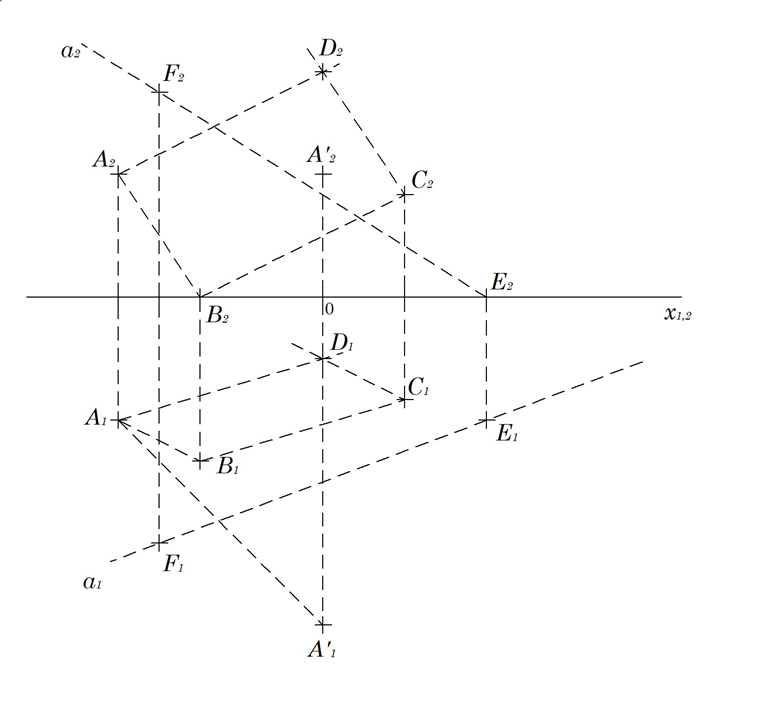 a₂
F₂
D₂
A₂
A'₂
C₂
B₂
0
E₂
x₁,₂
D₁
A₁
C₁
B₁
E₁
F₁
a₁
A'₁